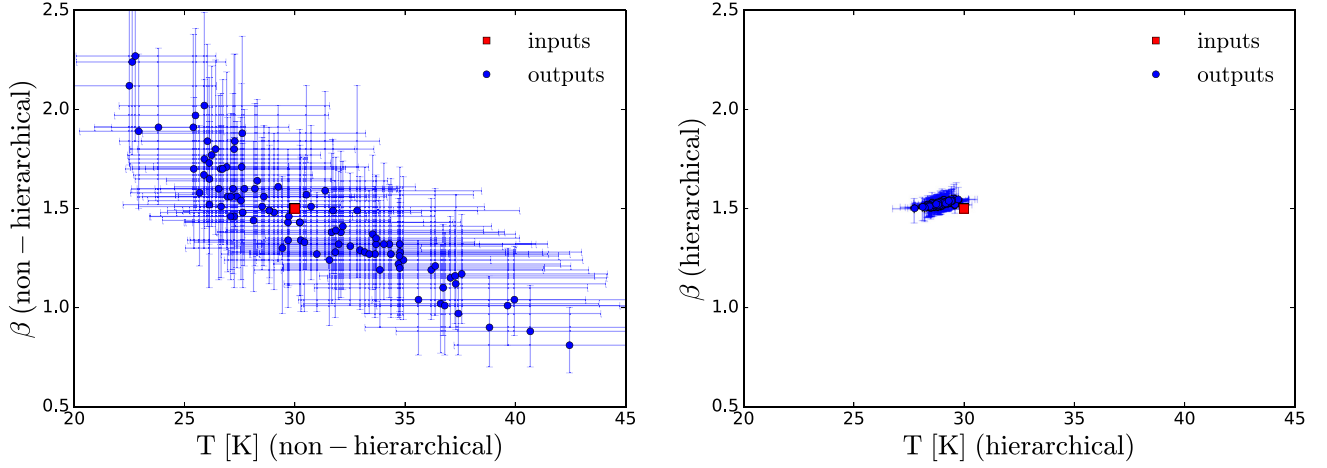 2.5
2.0
1.5
1.0
0.5
β (non − hierarchical)
inputs
outputs
20 25 30 35 40 45
T [K] (non − hierarchical)
2.5
2.0
1.5
1.0
0.5
β (hierarchical)
inputs
outputs
20 25 30 35 40 45
T [K] (hierarchical)